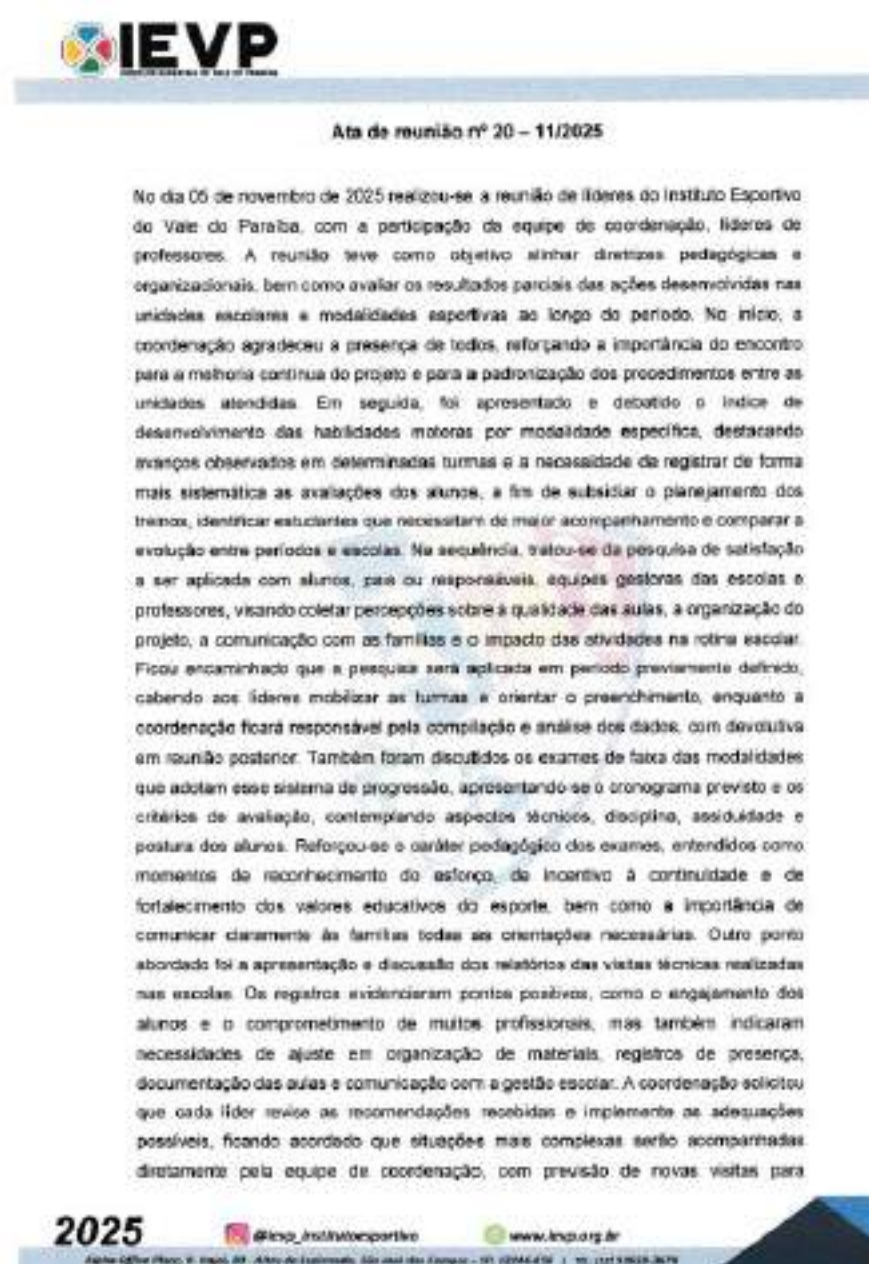 IEVP
Ata de reunião nº 20 – 11/2025
No dia 05 de novembro de 2025 realizou-se a reunião de líderes do Instituto Esportivo
do Vale do Paraíba, com a participação da equipe de coordenação, líderes de
professores. A reunião teve como objetivo alinhar diretrizes pedagógicas e
organizacionais, bem como avaliar os resultados parciais das ações desenvolvidas nas
unidades escolares e modalidades esportivas ao longo do período. No início, a
coordenação agradeceu a presença de todos, reforçando a importância do encontro
para a melhoria contínua do projeto e para a padronização dos procedimentos entre as
unidades atendidas. Em seguida, foi apresentado e debatido o índice de
desenvolvimento das habilidades motoras por modalidade específica, destacando
avanços observados em determinadas turmas e a necessidade de registrar de forma
mais sistemática as avaliações dos alunos, a fim de subsidiar o planejamento dos
treinos, identificar estudantes que necessitam de maior acompanhamento e comparar a
evolução entre períodos e escolas. Na sequência, tratou-se da pesquisa de satisfação
a ser aplicada com alunos, pais ou responsáveis, equipes gestoras das escolas e
professores, visando coletar percepções sobre a qualidade das aulas, a organização do
projeto, a comunicação com as famílias e o impacto das atividades na rotina escolar.
Ficou encaminhado que a pesquisa será aplicada em período previamente definido,
cabendo aos líderes mobilizar as turmas e orientar o preenchimento, enquanto a
coordenação ficará responsável pela compilação e análise dos dados, com devolutiva
em reunião posterior. Também foram discutidos os exames de faixa das modalidades
que adotam esse sistema de progressão, apresentando-se o cronograma previsto e os
critérios de avaliação, contemplando aspectos técnicos, disciplina, assiduidade e
postura dos alunos. Reforçou-se o caráter pedagógico dos exames, entendidos como
momentos de reconhecimento do esforço, de incentivo à continuidade e de
fortalecimento dos valores educativos do esporte, bem como a importância de
comunicar claramente às famílias todas as orientações necessárias. Outro ponto
abordado foi a apresentação e discussão dos relatórios das visitas técnicas realizadas
nas escolas. Os registros evidenciaram pontos positivos, como o engajamento dos
alunos e o comprometimento de muitos profissionais, mas também indicaram
necessidades de ajuste em organização de materiais, registros de presença,
documentação das aulas e comunicação com a gestão escolar. A coordenação solicitou
que cada líder revise as recomendações recebidas e implemente as adequações
possíveis, ficando acordado que situações mais complexas serão acompanhadas
diretamente pela equipe de coordenação, com previsão de novas visitas para
2025
@ievp_institutoesportivo
www.ievp.org.br